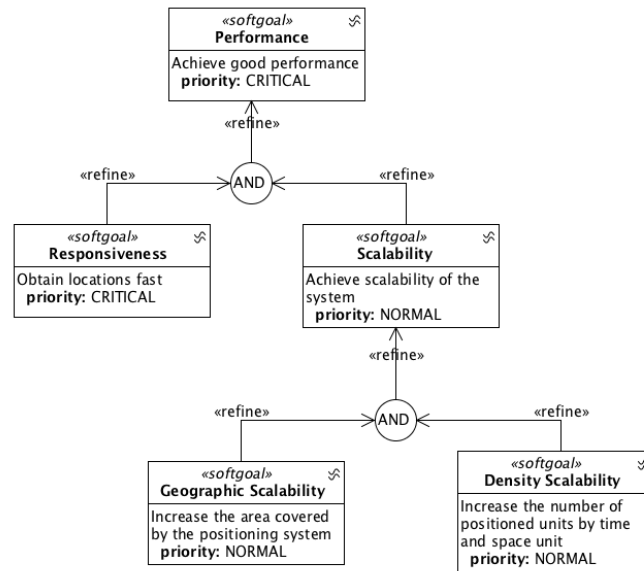 «softgoal»
Performance
Achieve good performance
priority: CRITICAL
«refine»
«refine»
AND
«refine»
«softgoal»
Responsiveness
Obtain locations fast
priority: CRITICAL
«softgoal»
Scalability
Achieve scalability of the
system
priority: NORMAL
«refine»
«refine»
AND
«refine»
«softgoal»
Geographic Scalability
Increase the area covered
by the positioning system
priority: NORMAL
«softgoal»
Density Scalability
Increase the number of
positioned units by time
and space unit
priority: NORMAL